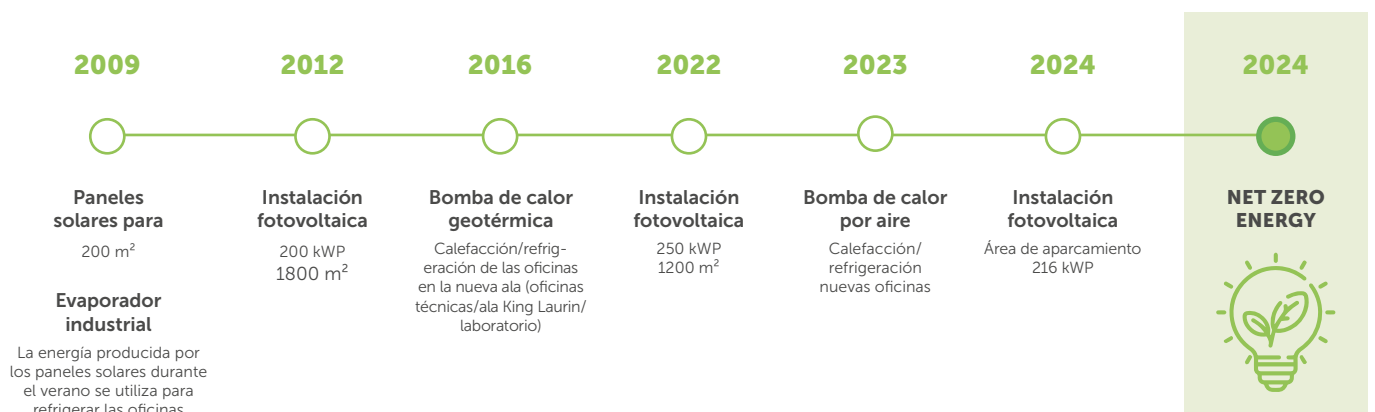 2009
Paneles
solares para
200 m²
Evaporador
industrial
La energía producida por
los paneles solares durante
el verano se utiliza para
refrigerar las oficinas
2012
Instalación
fotovoltaica
200 kWP
1800 m²
2016
Bomba de calor
geotérmica
Calefacción/refrig-
eración de las oficinas
en la nueva ala (oficinas
técnicas/ala King Laurin/
laboratorio)
2022
Instalación
fotovoltaica
250 kWP
1200 m²
2023
Bomba de calor
por aire
Calefacción/
refrigeración
nuevas oficinas
2024
Instalación
fotovoltaica
Área de aparcamiento
216 kWP
2024
NET ZERO
ENERGY